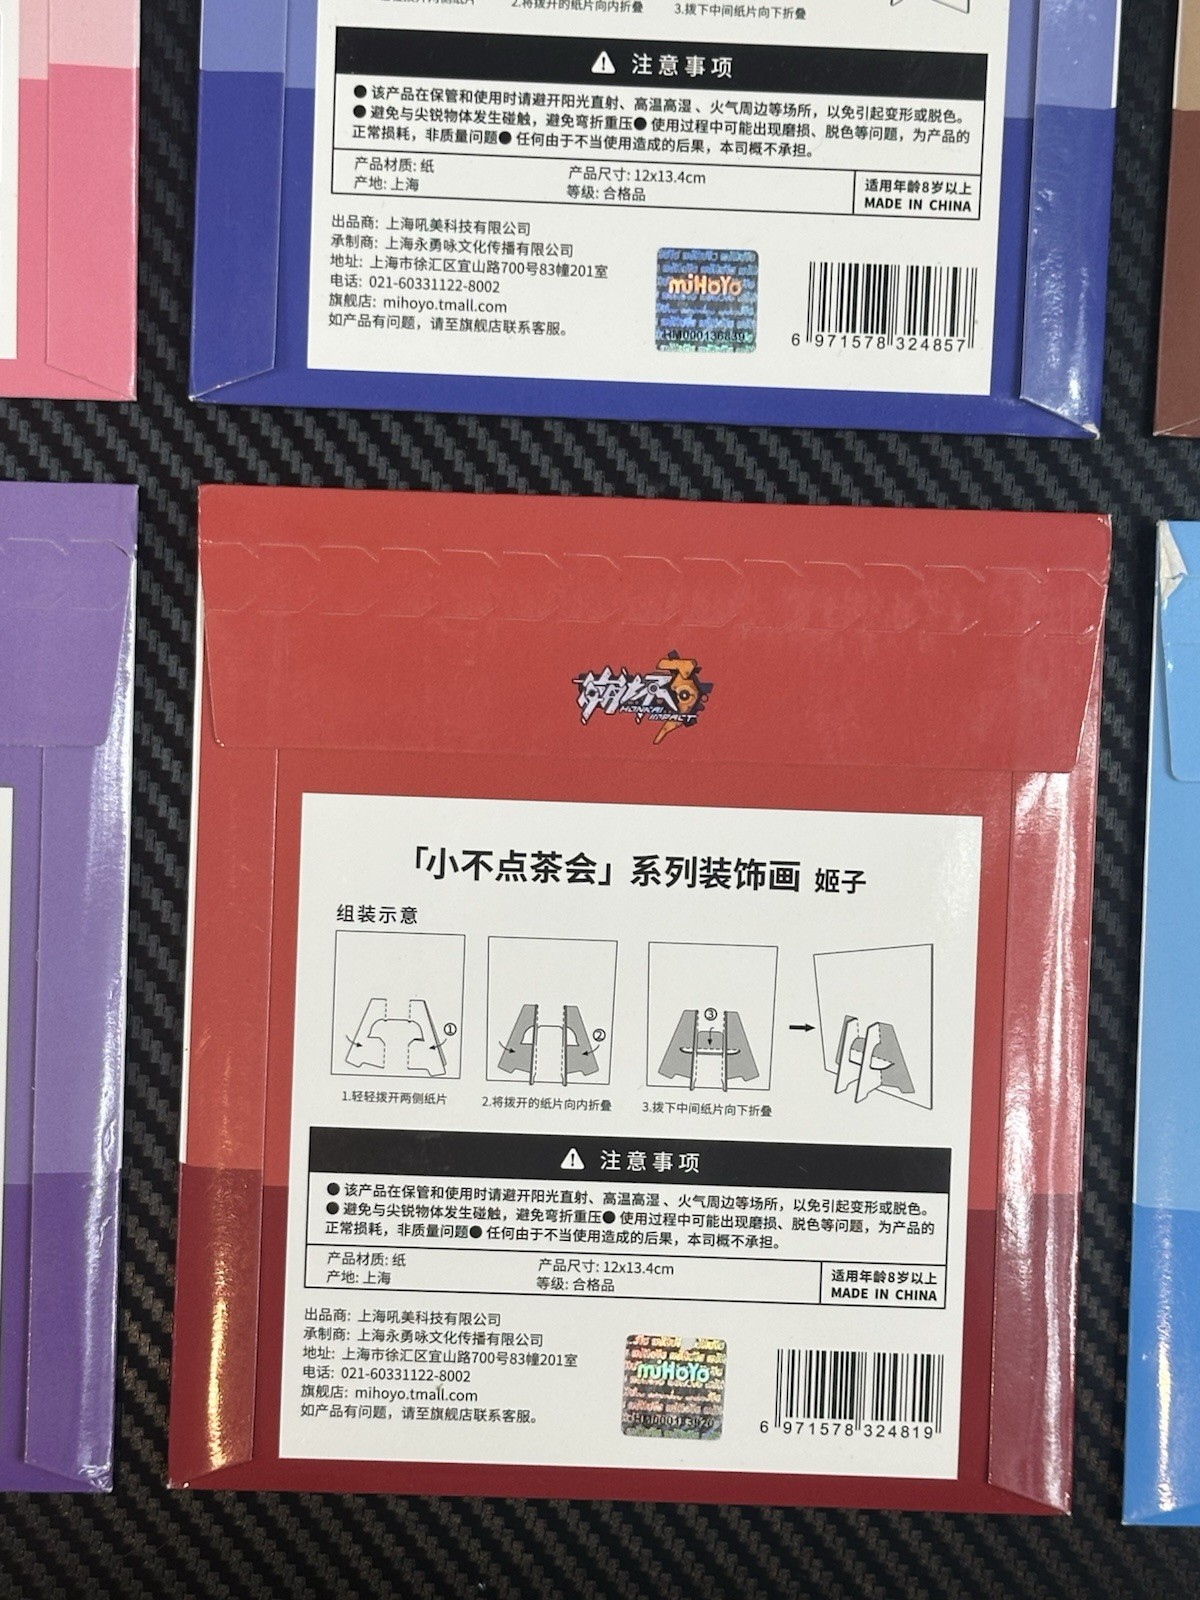 2.将拨开的纸片向内折叠
3.拨下中间纸片向下折叠
注意事项
●该产品在保管和使用时请避开阳光直射、高温高湿、火气周边等场所，以免引起变形或脱色。
●避免与尖锐物体发生碰触，避免弯折重压●使用过程中可能出现磨损、脱色等问题，为产品的
正常损耗，非质量问题●任何由于不当使用造成的后果，本司概不承担。
产品材质: 纸
产品尺寸: 12x13.4cm
产地: 上海
等级: 合格品
适用年龄8岁以上
MADE IN CHINA
出品商: 上海吼美科技有限公司
承制商: 上海永勇咏文化传播有限公司
地址: 上海市徐汇区宜山路700号83幢201室
电话: 021-60331122-8002
旗舰店: mihoyo.tmall.com
如产品有问题，请至旗舰店联系客服。
miHoYo
HM000136839
6 971578 324857
崩坏3
HONKAI IMPACT
「小不点茶会」系列装饰画 姬子
组装示意
①
②
③
1.轻轻拨开两侧纸片
2.将拨开的纸片向内折叠
3.拨下中间纸片向下折叠
注意事项
●该产品在保管和使用时请避开阳光直射、高温高湿、火气周边等场所，以免引起变形或脱色。
●避免与尖锐物体发生碰触，避免弯折重压●使用过程中可能出现磨损、脱色等问题，为产品的
正常损耗，非质量问题●任何由于不当使用造成的后果，本司概不承担。
产品材质: 纸
产品尺寸: 12x13.4cm
产地: 上海
等级: 合格品
适用年龄8岁以上
MADE IN CHINA
出品商: 上海吼美科技有限公司
承制商: 上海永勇咏文化传播有限公司
地址: 上海市徐汇区宜山路700号83幢201室
电话: 021-60331122-8002
旗舰店: mihoyo.tmall.com
如产品有问题，请至旗舰店联系客服。
miHoYo
6 971578 324819